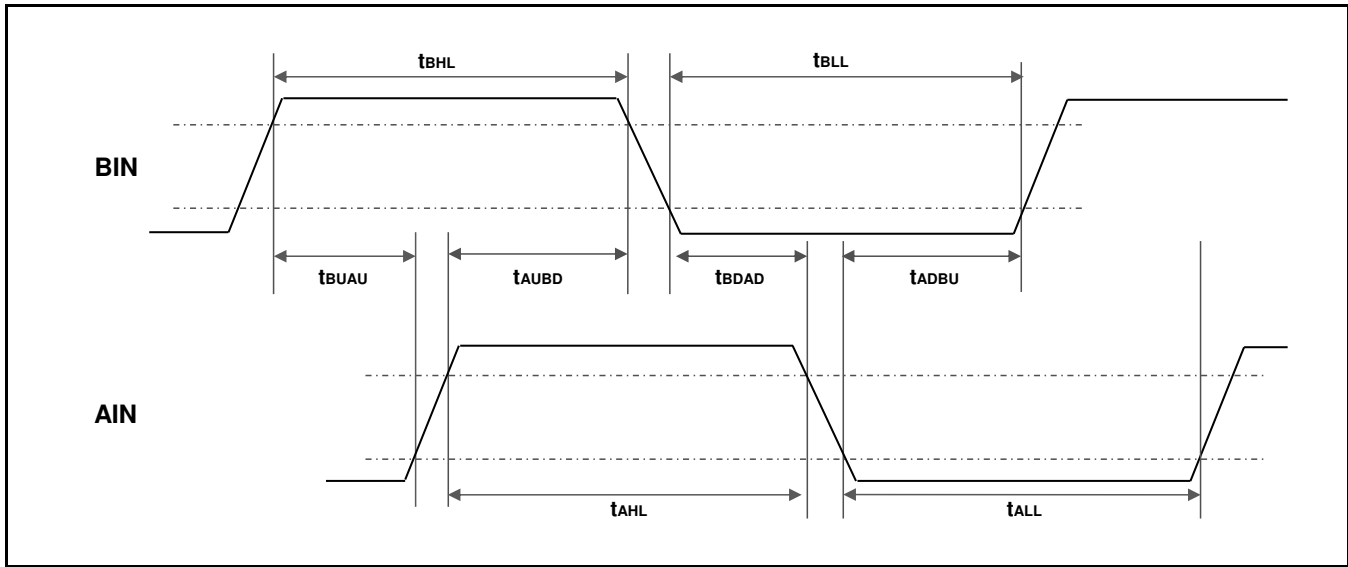 tBHL
tBLL
BIN
tBUAU
tAUBD
tBDAD
tADBU
AIN
tAHL
tALL